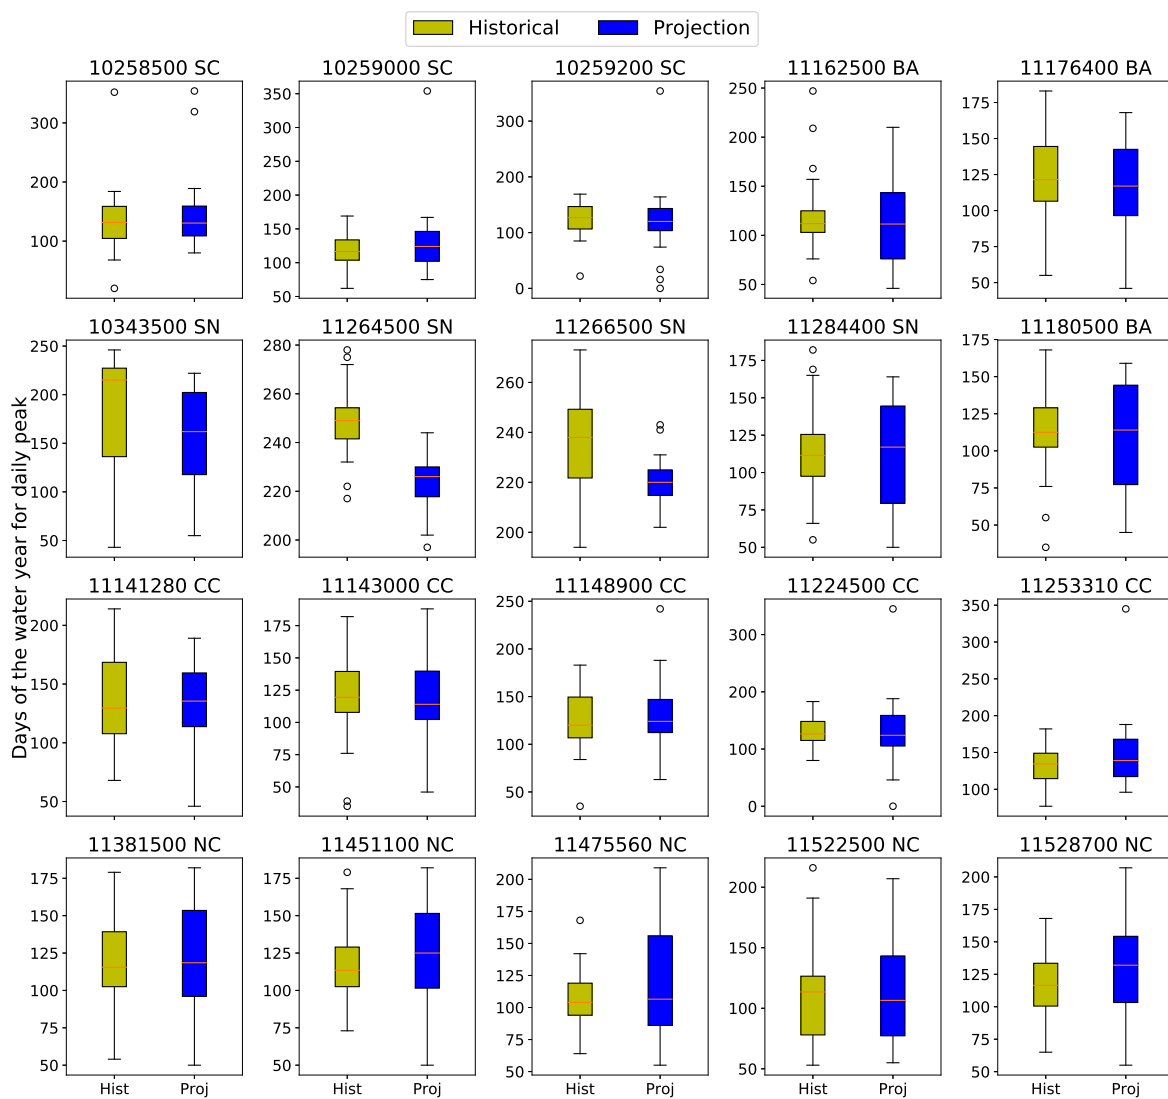 Historical Projection
10258500 SC 10259000 SC 10259200 SC 11162500 BA 11176400 BA
300 200 100
350 300 250 200 150 100 50
300 200 100 0
250 200 150 100 50
175 150 125 100 75 50
10343500 SN 11264500 SN 11266500 SN 11284400 SN 11180500 BA
250 200 150 100 50
280 260 240 220 200
260 240 220 200
175 150 125 100 75 50
175 150 125 100 75 50
Days of the water year for daily peak
11141280 CC 11143000 CC 11148900 CC 11224500 CC 11253310 CC
200 150 100 50
175 150 125 100 75 50
250 200 150 100 50
300 200 100 0
350 300 250 200 150 100
11381500 NC 11451100 NC 11475560 NC 11522500 NC 11528700 NC
175 150 125 100 75 50
175 150 125 100 75 50
200 175 150 125 100 75 50
200 150 100 50
200 175 150 125 100 75 50
Hist Proj Hist Proj Hist Proj Hist Proj Hist Proj